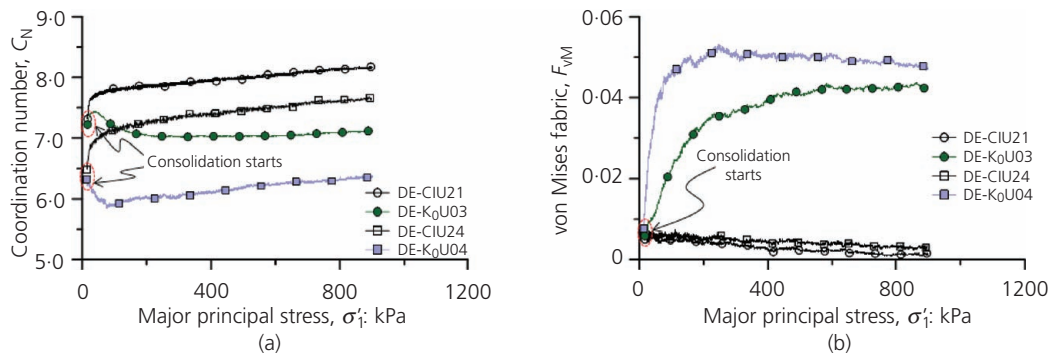 9·0
8·0
7·0
6·0
5·0
Coordination number, C_N
Consolidation starts
DE-CIU21
DE-K₀U03
DE-CIU24
DE-K₀U04
0
400
800
1200
Major principal stress, σ′₁: kPa
(a)
0·06
0·04
0·02
0
von Mises fabric, F_vM
Consolidation
starts
DE-CIU21
DE-K₀U03
DE-CIU24
DE-K₀U04
0
400
800
1200
Major principal stress, σ′₁: kPa
(b)